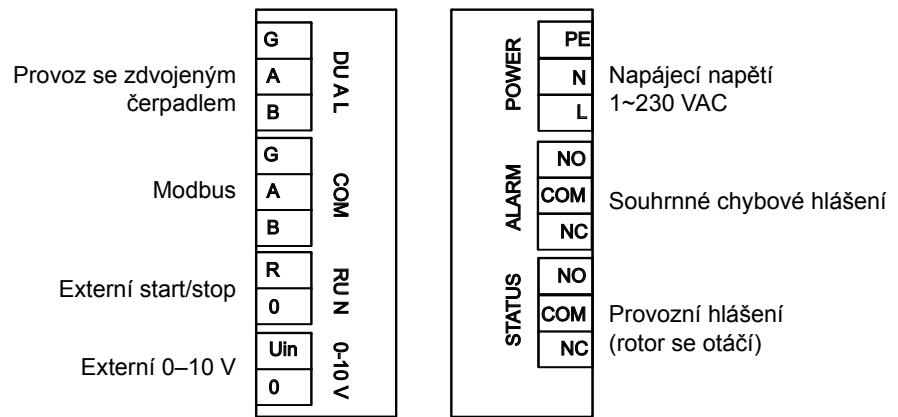 Provoz se zdvojeným
čerpadlem
G
A
B
DUAL
Modbus
G
A
B
COM
Externí start/stop
R
0
RUN
Externí 0–10 V
Uin
0
0-10 V
POWER
PE
N
L
Napájecí napětí
1~230 VAC
ALARM
NO
COM
NC
Souhrnné chybové hlášení
STATUS
NO
COM
NC
Provozní hlášení
(rotor se otáčí)